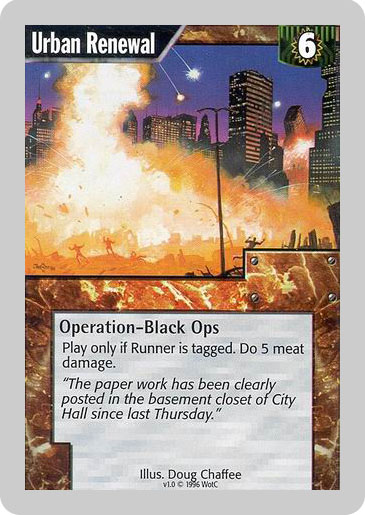 Urban Renewal
6
Operation–Black Ops
Play only if Runner is tagged. Do 5 meat
damage.
“The paper work has been clearly
posted in the basement closet of City
Hall since last Thursday.”
Illus. Doug Chaffee
v1.0 © 1996 WotC